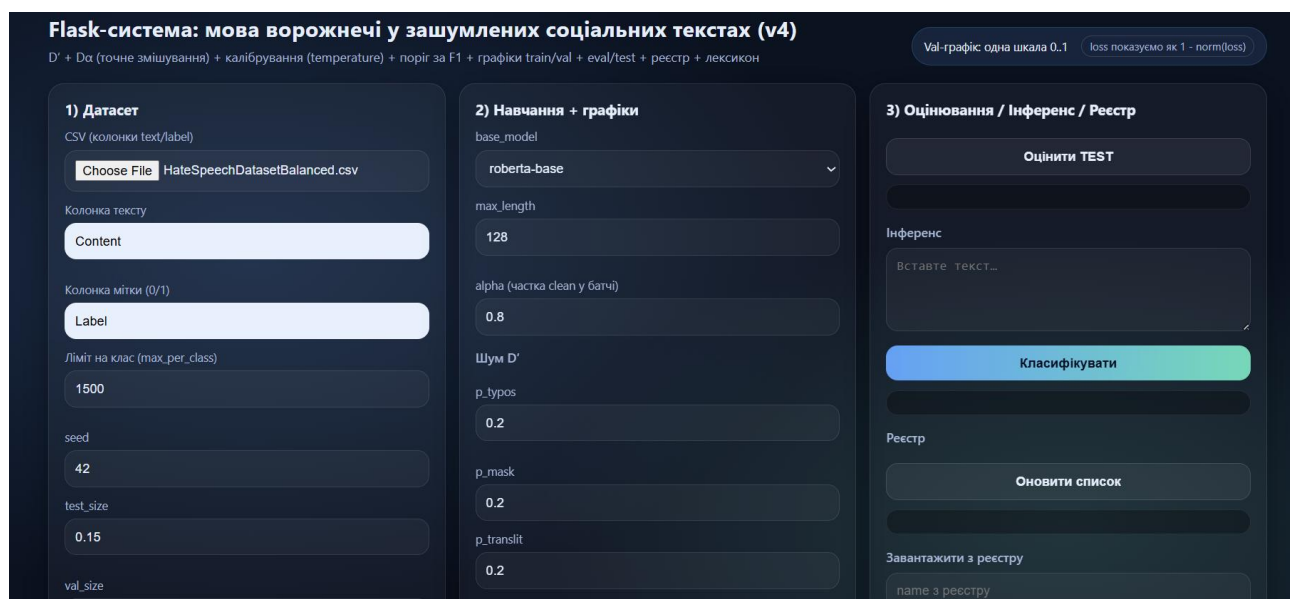 Flask-система: мова ворожнечі у зашумлених соціальних текстах (v4)
D′ + Dα (точне змішування) + калібрування (temperature) + поріг за F1 + графіки train/val + eval/test + реєстр + лексикон
Val-графік: одна шкала 0..1
loss показуємо як 1 - norm(loss)
1) Датасет
CSV (колонки text/label)
Choose File HateSpeechDatasetBalanced.csv
Колонка тексту
Content
Колонка мітки (0/1)
Label
Ліміт на клас (max_per_class)
1500
seed
42
test_size
0.15
val_size
2) Навчання + графіки
base_model
roberta-base
max_length
128
alpha (частка clean у батчі)
0.8
Шум D′
p_typos
0.2
p_mask
0.2
p_translit
0.2
3) Оцінювання / Інференс / Реєстр
Оцінити TEST
Інференс
Вставте текст…
Класифікувати
Реєстр
Оновити список
Завантажити з реєстру
name з реєстру